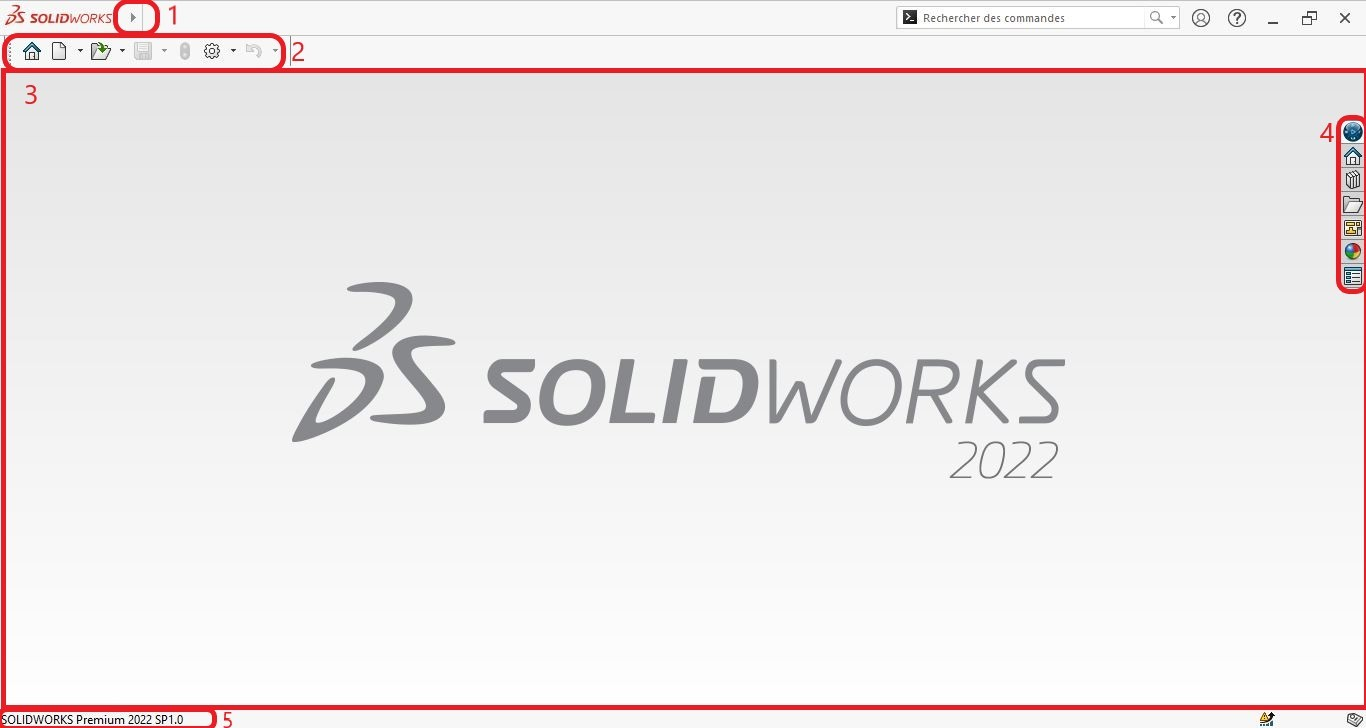 SOLIDWORKS
1
Rechercher des commandes
2
3
4
SOLIDWORKS
2022
SOLIDWORKS Premium 2022 SP1.0
5